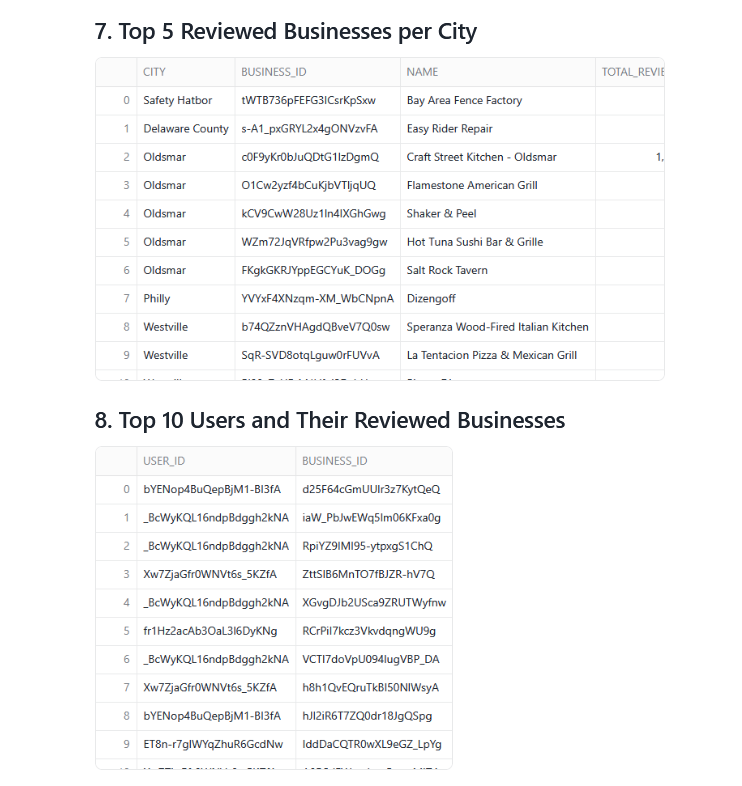 7. Top 5 Reviewed Businesses per City
CITY BUSINESS_ID NAME TOTAL_REVIE
0 Safety Hatbor tWTB736pFEFG3ICsrKpSxw Bay Area Fence Factory
1 Delaware County s-A1_pxGRYL2x4gONVzvFA Easy Rider Repair
2 Oldsmar c0F9yKr0bJuQDtG1IzDgmQ Craft Street Kitchen - Oldsmar 1,
3 Oldsmar O1Cw2yzf4bCuKjbVTljqUQ Flamestone American Grill
4 Oldsmar kCV9CwW28Uz1In4lXGhGwg Shaker & Peel
5 Oldsmar WZm72JqVRfpw2Pu3vag9gw Hot Tuna Sushi Bar & Grille
6 Oldsmar FKgkGKRJYppEGCYuK_DOGg Salt Rock Tavern
7 Philly YVYxF4XNzqm-XM_WbCNpnA Dizengoff
8 Westville b74QZznVHAgdQBveV7Q0sw Speranza Wood-Fired Italian Kitchen
9 Westville SqR-SVD8otqLguw0rFUVvA La Tentacion Pizza & Mexican Grill
8. Top 10 Users and Their Reviewed Businesses
USER_ID BUSINESS_ID
0 bYENop4BuQepBjM1-BI3fA d25F64cGmUUIr3z7KytQeQ
1 _BcWyKQL16ndpBdggh2kNA iaW_PbJwEWq5Im06KFxa0g
2 _BcWyKQL16ndpBdggh2kNA RpiYZ9IMI95-ytpxgS1ChQ
3 Xw7ZjaGfr0WNVt6s_5KZfA ZttSIB6MnTO7fBJZR-hV7Q
4 _BcWyKQL16ndpBdggh2kNA XGvgDJb2USca9ZRUTWyfnw
5 fr1Hz2acAb3OaL3l6DyKNg RCrPiI7kcz3VkvdqngWU9g
6 _BcWyKQL16ndpBdggh2kNA VCTI7doVpU094IugVBP_DA
7 Xw7ZjaGfr0WNVt6s_5KZfA h8h1QvEQruTkBI50NIWsyA
8 bYENop4BuQepBjM1-BI3fA hJI2iR6T7ZQ0dr18JgQSpg
9 ET8n-r7glWYqZhuR6GcdNw IddDaCQTR0wXL9eGZ_LpYg